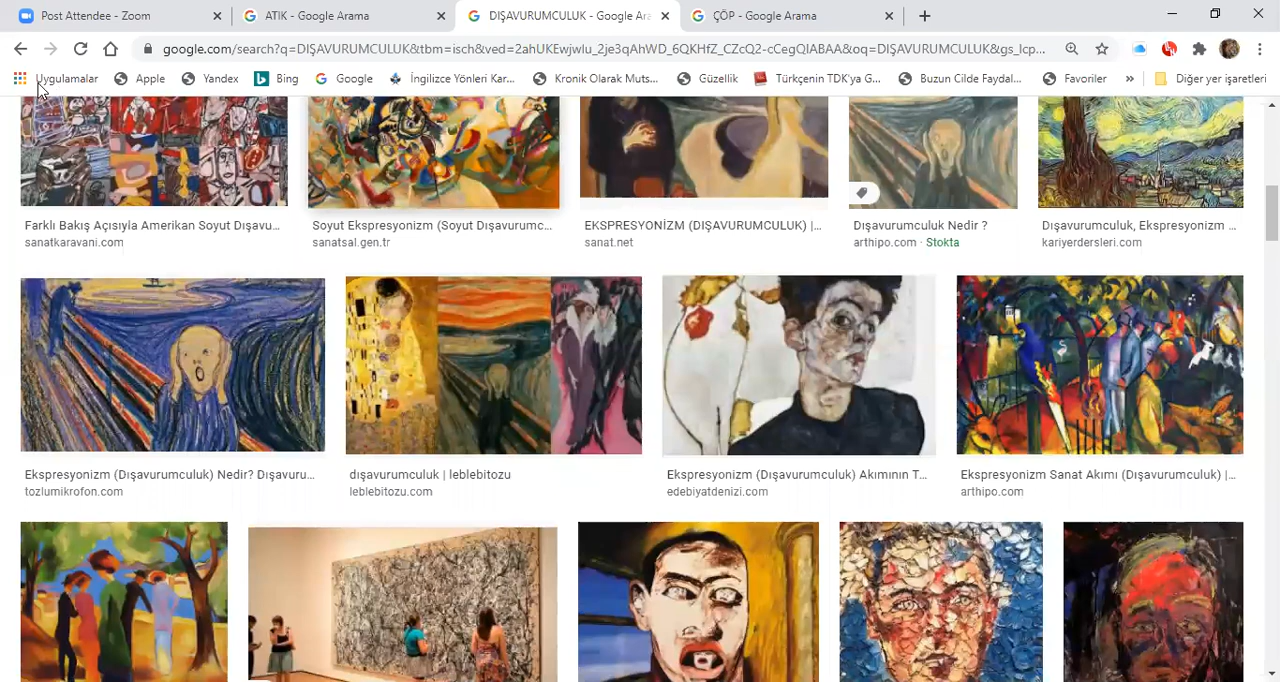 Post Attendee - Zoom
ATIK - Google Arama
DIŞAVURUMCULUK - Google Ara
ÇÖP - Google Arama
google.com/search?q=DIŞAVURUMCULUK&tbm=isch&ved=2ahUKEwjwlu_2je3qAhWD_6QKHfZ_CZcQ2-cCegQIABAA&oq=DIŞAVURUMCULUK&gs_lcp...
Uygulamalar
Apple
Yandex
Bing
Google
İngilizce Yönleri Kar...
Kronik Olarak Muts...
Güzellik
Türkçenin TDK'ya G...
Buzun Cilde Faydal...
Favoriler
»
Diğer yer işaretleri
Farklı Bakış Açısıyla Amerikan Soyut Dışavu...
sanatkaravani.com
Soyut Ekspresyonizm (Soyut Dışavurumc...
sanatsal.gen.tr
EKSPRESYONİZM (DIŞAVURUMCULUK) |...
sanat.net
Dışavurumculuk Nedir ?
arthipo.com · Stokta
Dışavurumculuk, Ekspresyonizm ...
kariyerdersleri.com
Ekspresyonizm (Dışavurumculuk) Nedir? Dışavuru...
tozlumikrofon.com
dışavurumculuk | leblebitozu
leblebitozu.com
Ekspresyonizm (Dışavurumculuk) Akımının T...
edebiyatdenizi.com
Ekspresyonizm Sanat Akımı (Dışavurumculuk) |...
arthipo.com